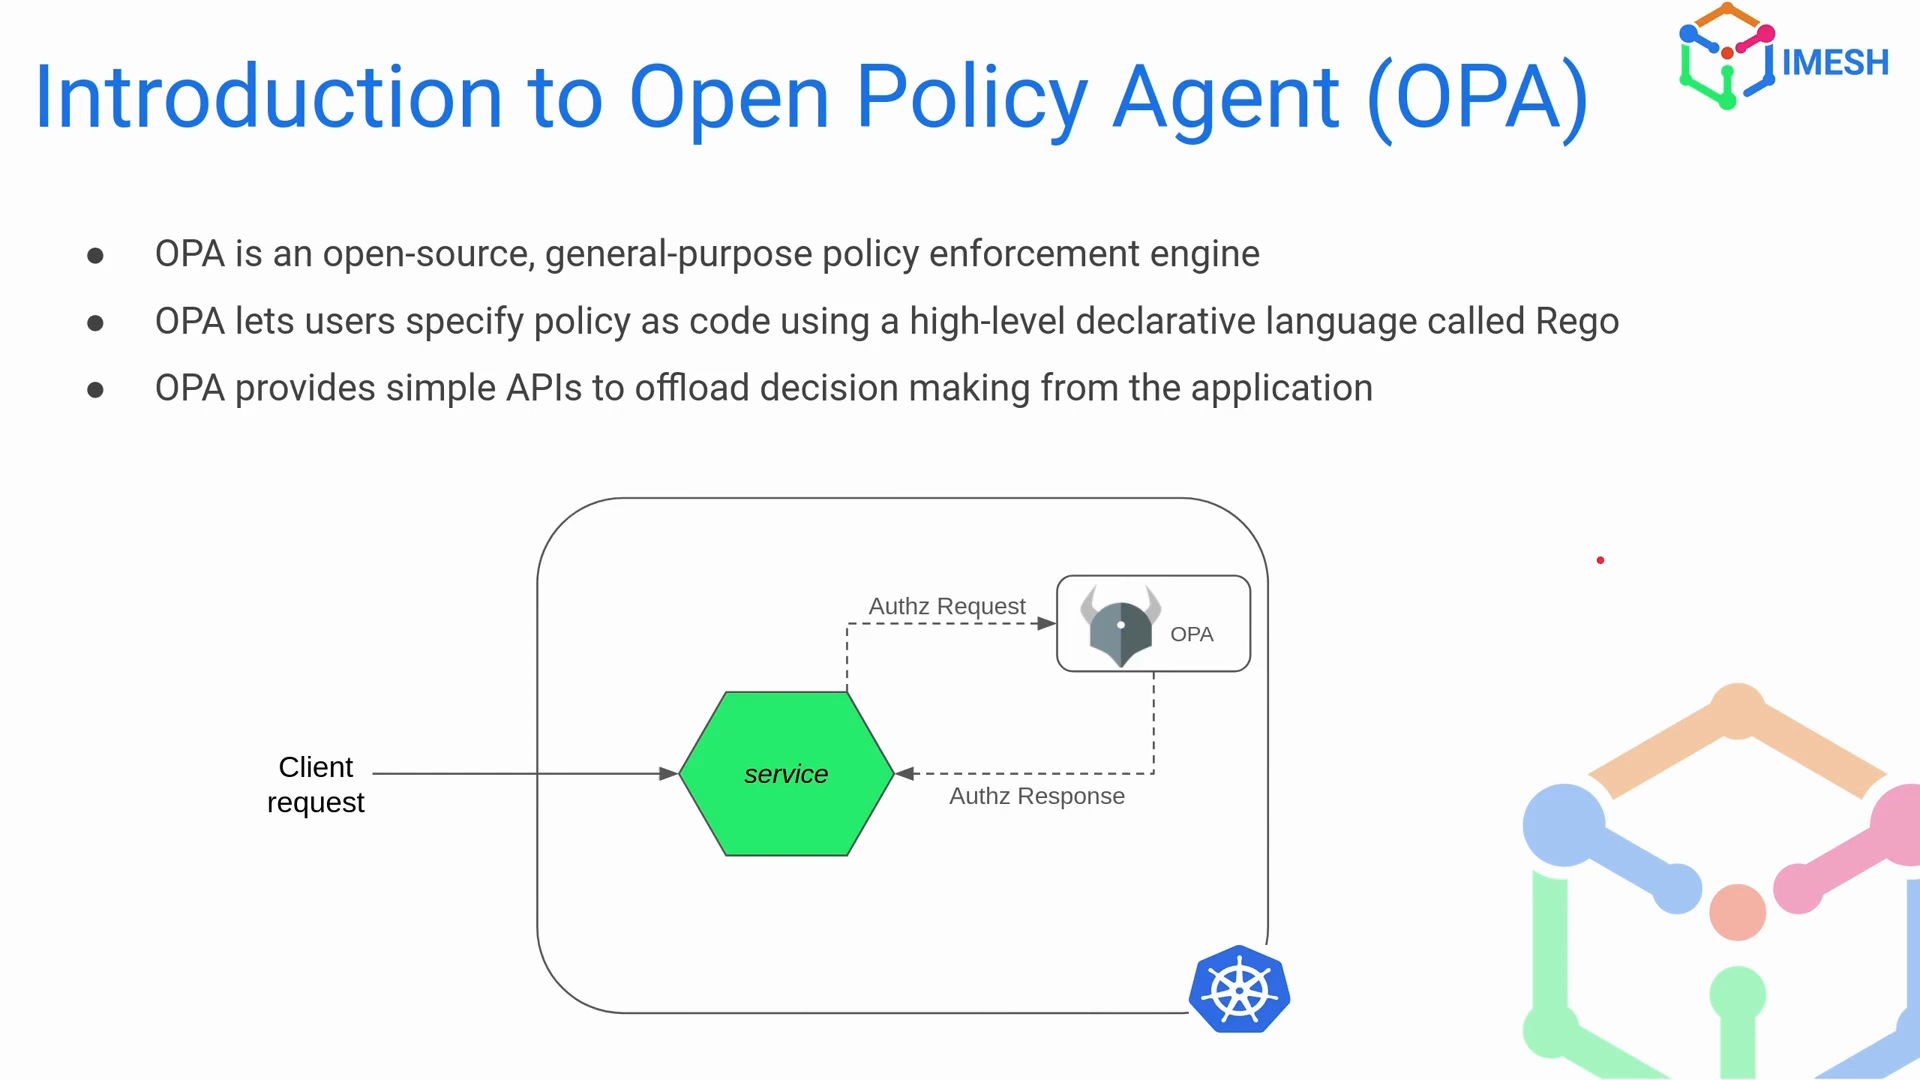 IMESH
Introduction to Open Policy Agent (OPA)
● OPA is an open-source, general-purpose policy enforcement engine
● OPA lets users specify policy as code using a high-level declarative language called Rego
● OPA provides simple APIs to offload decision making from the application
Authz Request
OPA
Client
request
service
Authz Response